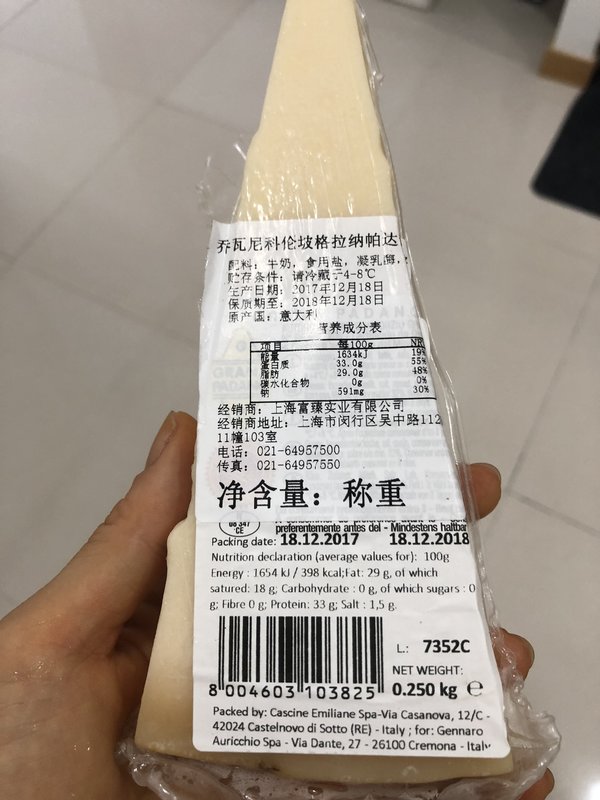 乔瓦尼科伦坡格拉纳帕达
配料：牛奶，食用盐，凝乳酶，
贮存条件：请冷藏于4-8℃
生产日期：2017年12月18日
保质期至：2018年12月18日
原产国：意大利
PADANO
营养成分表
项目 每100g NR
能量 1634kJ 19%
蛋白质 33.0g 55%
脂肪 29.0g 48%
碳水化合物 0g 0%
钠 591mg 30%
经销商：上海富臻实业有限公司
经销商地址：上海市闵行区吴中路112
11幢103室
电话：021-64957500
传真：021-64957550
净含量：称重
CE
preferentemente antes del - Mindestens haltbar
Packing date: 18.12.2017 18.12.2018
Nutrition declaration (average values for): 100g
Energy : 1654 kJ / 398 kcal;Fat: 29 g, of which
satured: 18 g; Carbohydrate : 0 g, of which sugars : 0
g; Fibre 0 g; Protein: 33 g; Salt : 1,5 g.
L.: 7352C
NET WEIGHT:
8 004603 103825 0.250 kg e
Packed by: Cascine Emiliane Spa-Via Casanova, 12/C -
42024 Castelnovo di Sotto (RE) - Italy ; for: Gennaro
Auricchio Spa - Via Dante, 27 - 26100 Cremona - Italy